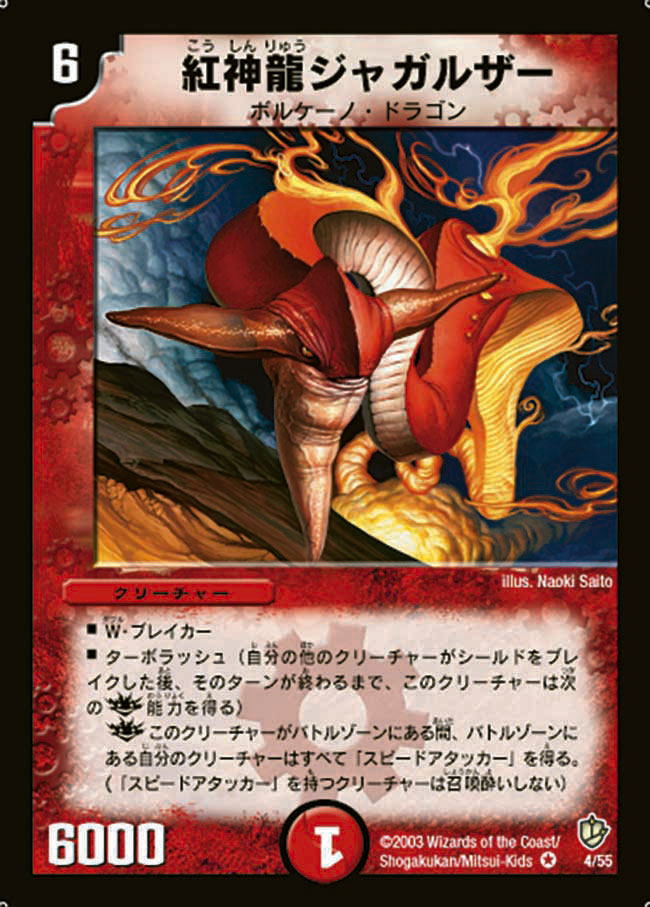 6
こう しん りゅう
紅神龍ジャガルザー
ボルケーノ・ドラゴン
illus. Naoki Saito
クリーチャー
■ W・ブレイカー
■ ターボラッシュ（自分の他のクリーチャーがシールドをブレ
イクした後、そのターンが終わるまで、このクリーチャーは次
の能力を得る）
このクリーチャーがバトルゾーンにある間、バトルゾーンに
ある自分のクリーチャーはすべて「スピードアタッカー」を得る。
（「スピードアタッカー」を持つクリーチャーは召喚酔いしない）
6000
1
©2003 Wizards of the Coast/
Shogakukan/Mitsui-Kids
4/55